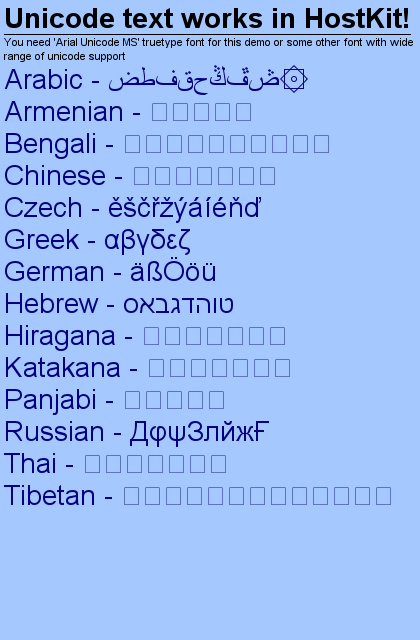 Unicode text works in HostKit!
You need 'Arial Unicode MS' truetype font for this demo or some other font with wide
range of unicode support
Arabic -
Armenian - □□□□□
Bengali - □□□□□□□□□□
Chinese - □□□□□□□
Czech - ěščřžýáíéňď
Greek - αβγδεζ
German - äßÖöü
Hebrew - טוהדגבאס
Hiragana - □□□□□□□
Katakana - □□□□□□□
Panjabi - □□□□□
Russian - ДφψЗлйжҒ
Thai - □□□□□□□
Tibetan - □□□□□□□□□□□□□